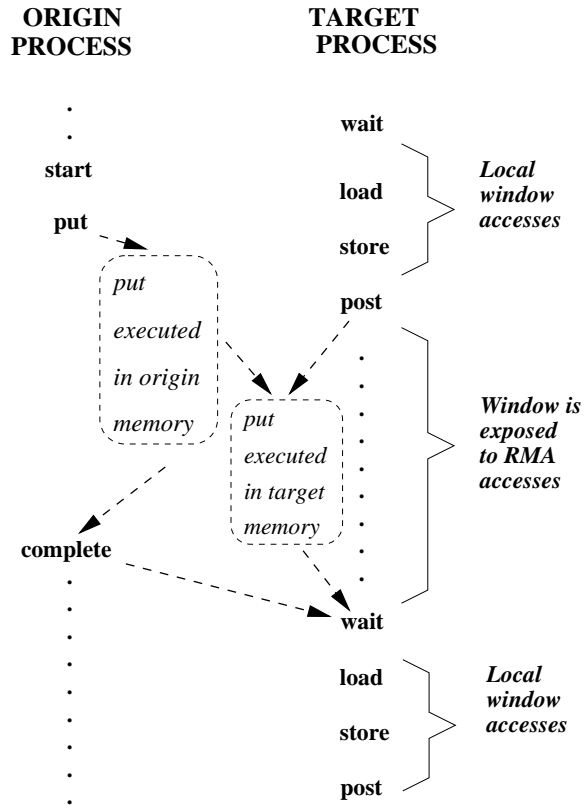 ORIGIN
PROCESS
TARGET
PROCESS
start
put
put
executed
in origin
memory
complete
wait
load
store
post
put
executed
in target
memory
wait
load
store
post
Local
window
accesses
Window is
exposed
to RMA
accesses
Local
window
accesses